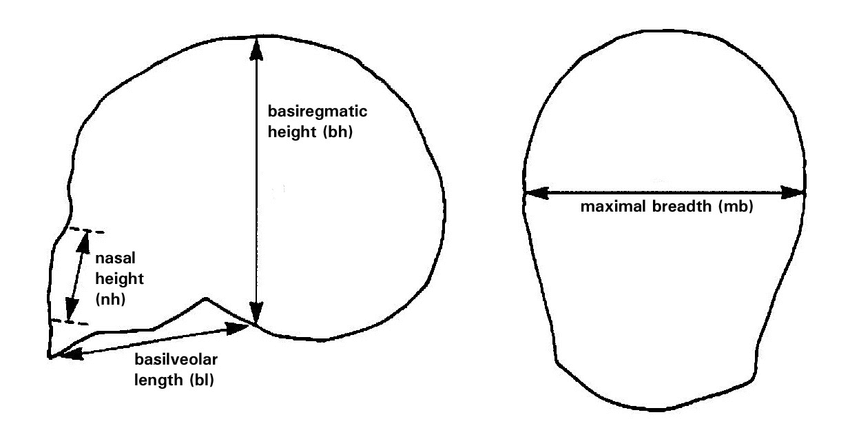 basiregmatic
height (bh)
nasal
height
(nh)
basilveolar
length (bl)
maximal breadth (mb)